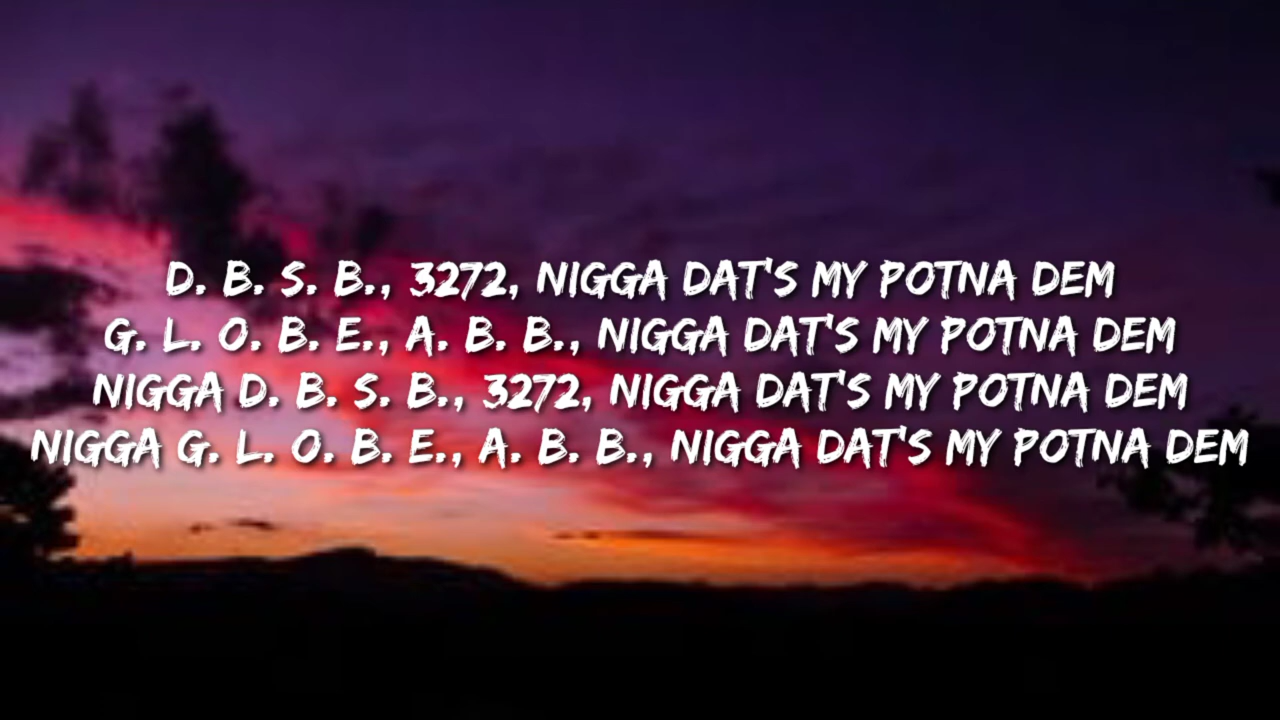 D. B. S. B., 3272, NIGGA DAT'S MY POTNA DEM
G. L. O. B. E., A. B. B., NIGGA DAT'S MY POTNA DEM
NIGGA D. B. S. B., 3272, NIGGA DAT'S MY POTNA DEM
NIGGA G. L. O. B. E., A. B. B., NIGGA DAT'S MY POTNA DEM